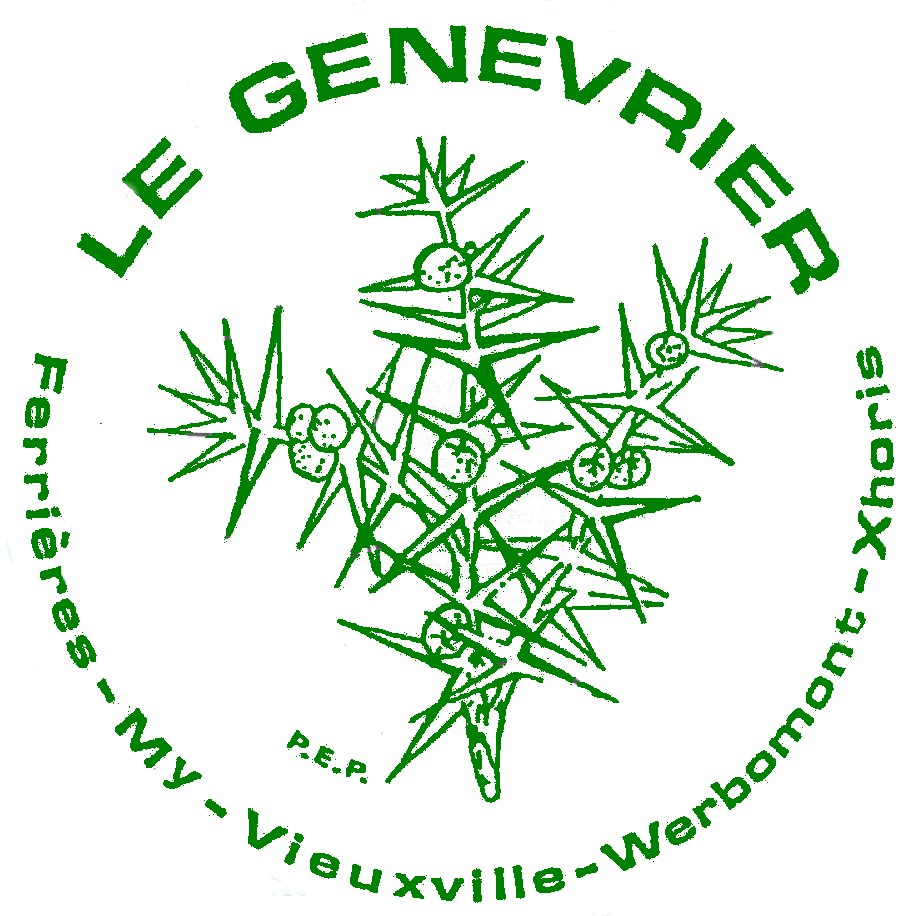 LE GENEVRIER
Ferrières - My - Vieuxville - Werbomont - Xhoris
P.E.P.